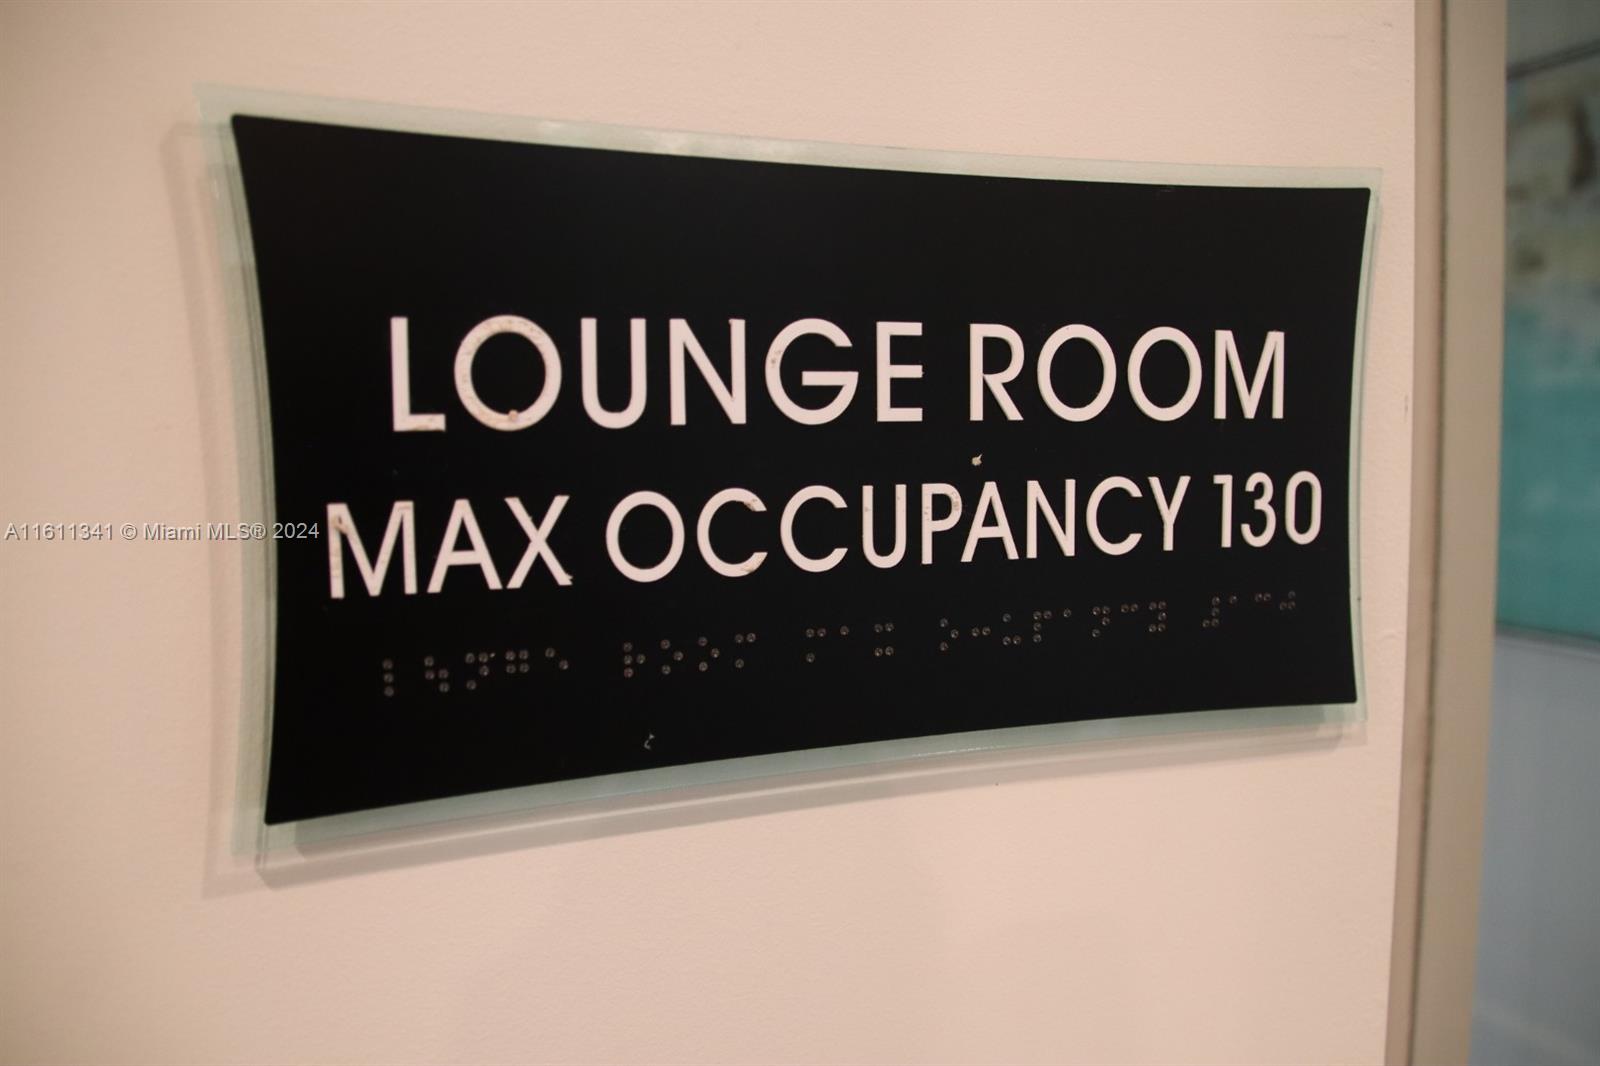 LOUNGE ROOM
MAX OCCUPANCY 130
A11611341 © Miami MLS® 2024